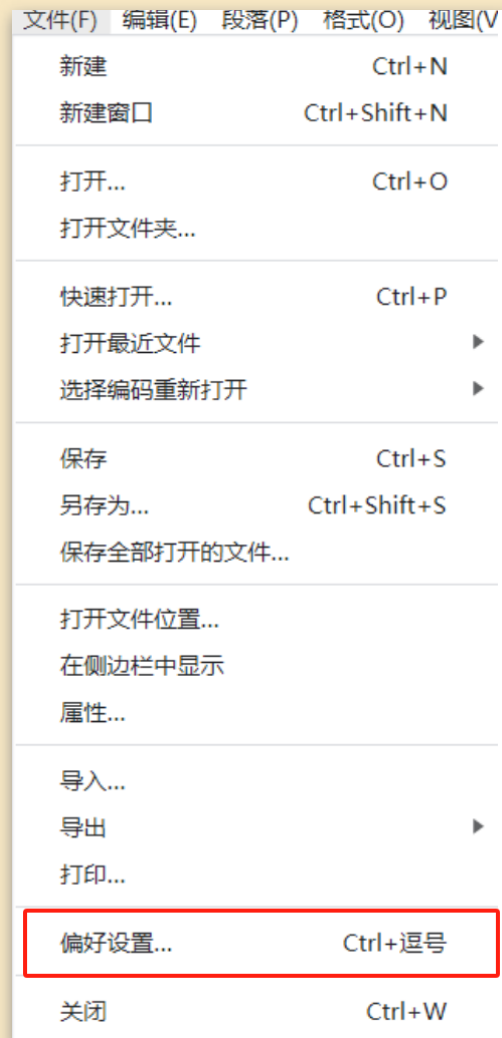 文件(F) 编辑(E) 段落(P) 格式(O) 视图(V
新建 Ctrl+N
新建窗口 Ctrl+Shift+N
打开... Ctrl+O
打开文件夹...
快速打开... Ctrl+P
打开最近文件
选择编码重新打开
保存 Ctrl+S
另存为... Ctrl+Shift+S
保存全部打开的文件...
打开文件位置...
在侧边栏中显示
属性...
导入...
导出
打印...
偏好设置... Ctrl+逗号
关闭 Ctrl+W